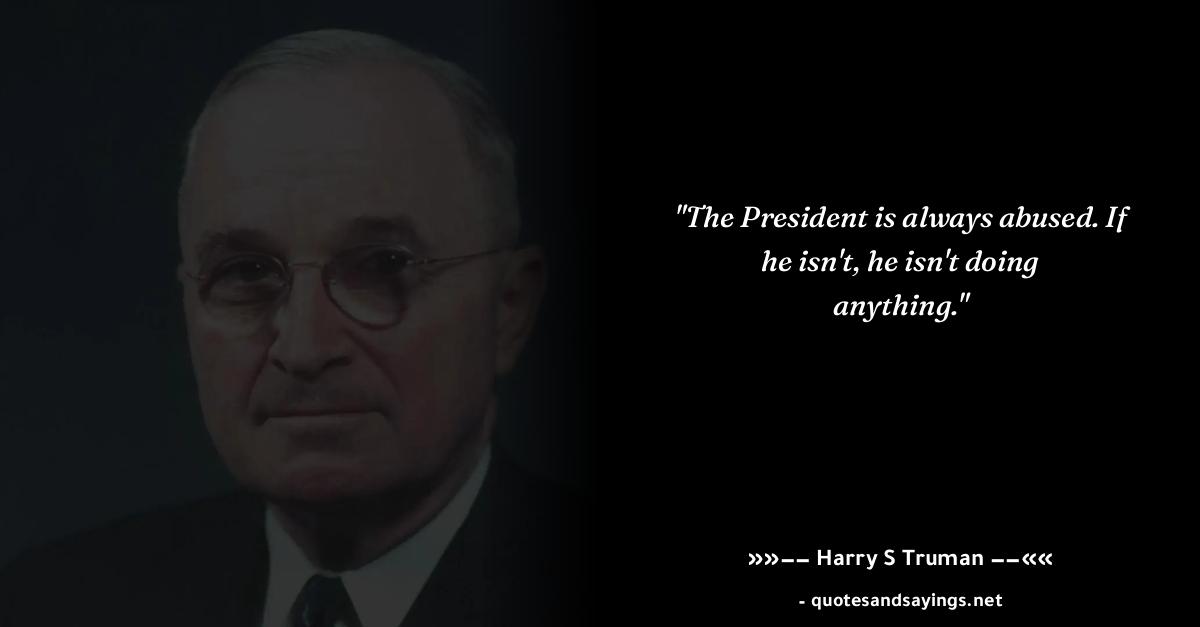 "The President is always abused. If
he isn't, he isn't doing
anything."
»»–– Harry S Truman ––««
- quotesandsayings.net